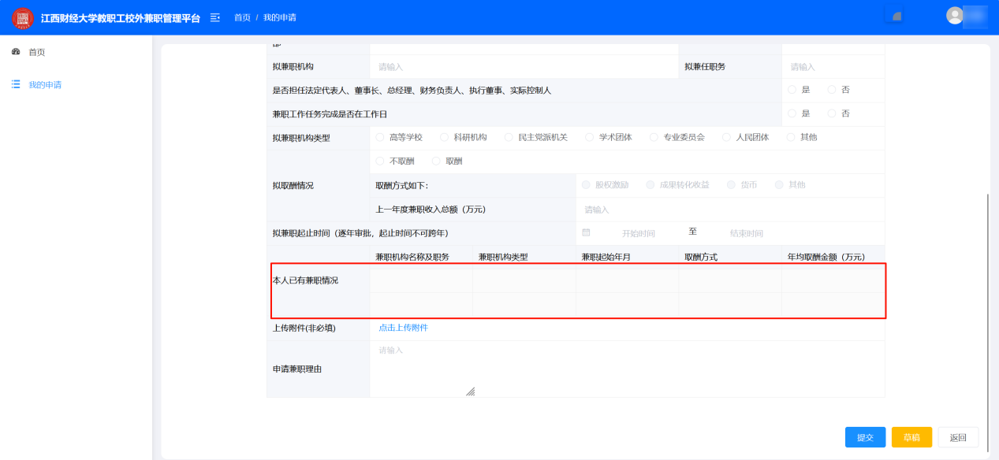 江西财经大学教职工校外兼职管理平台 首页 / 我的申请
首页
我的申请
部
拟兼职机构 请输入 拟兼任职务 请输入
是否担任法定代表人、董事长、总经理、财务负责人、执行董事、实际控制人 是 否
兼职工作任务完成是否在工作日 是 否
拟兼职机构类型 高等学校 科研机构 民主党派机关 学术团体 专业委员会 人民团体 其他
不取酬 取酬
拟取酬情况 取酬方式如下: 股权激励 成果转化收益 货币 其他
上一年度兼职收入总额（万元） 请输入
拟兼职起止时间（逐年审批，起止时间不可跨年） 开始时间 至 结束时间
兼职机构名称及职务 兼职机构类型 兼职起始年月 取酬方式 年均取酬金额（万元）
本人已有兼职情况
上传附件(非必填) 点击上传附件
请输入
申请兼职理由
提交 草稿 返回